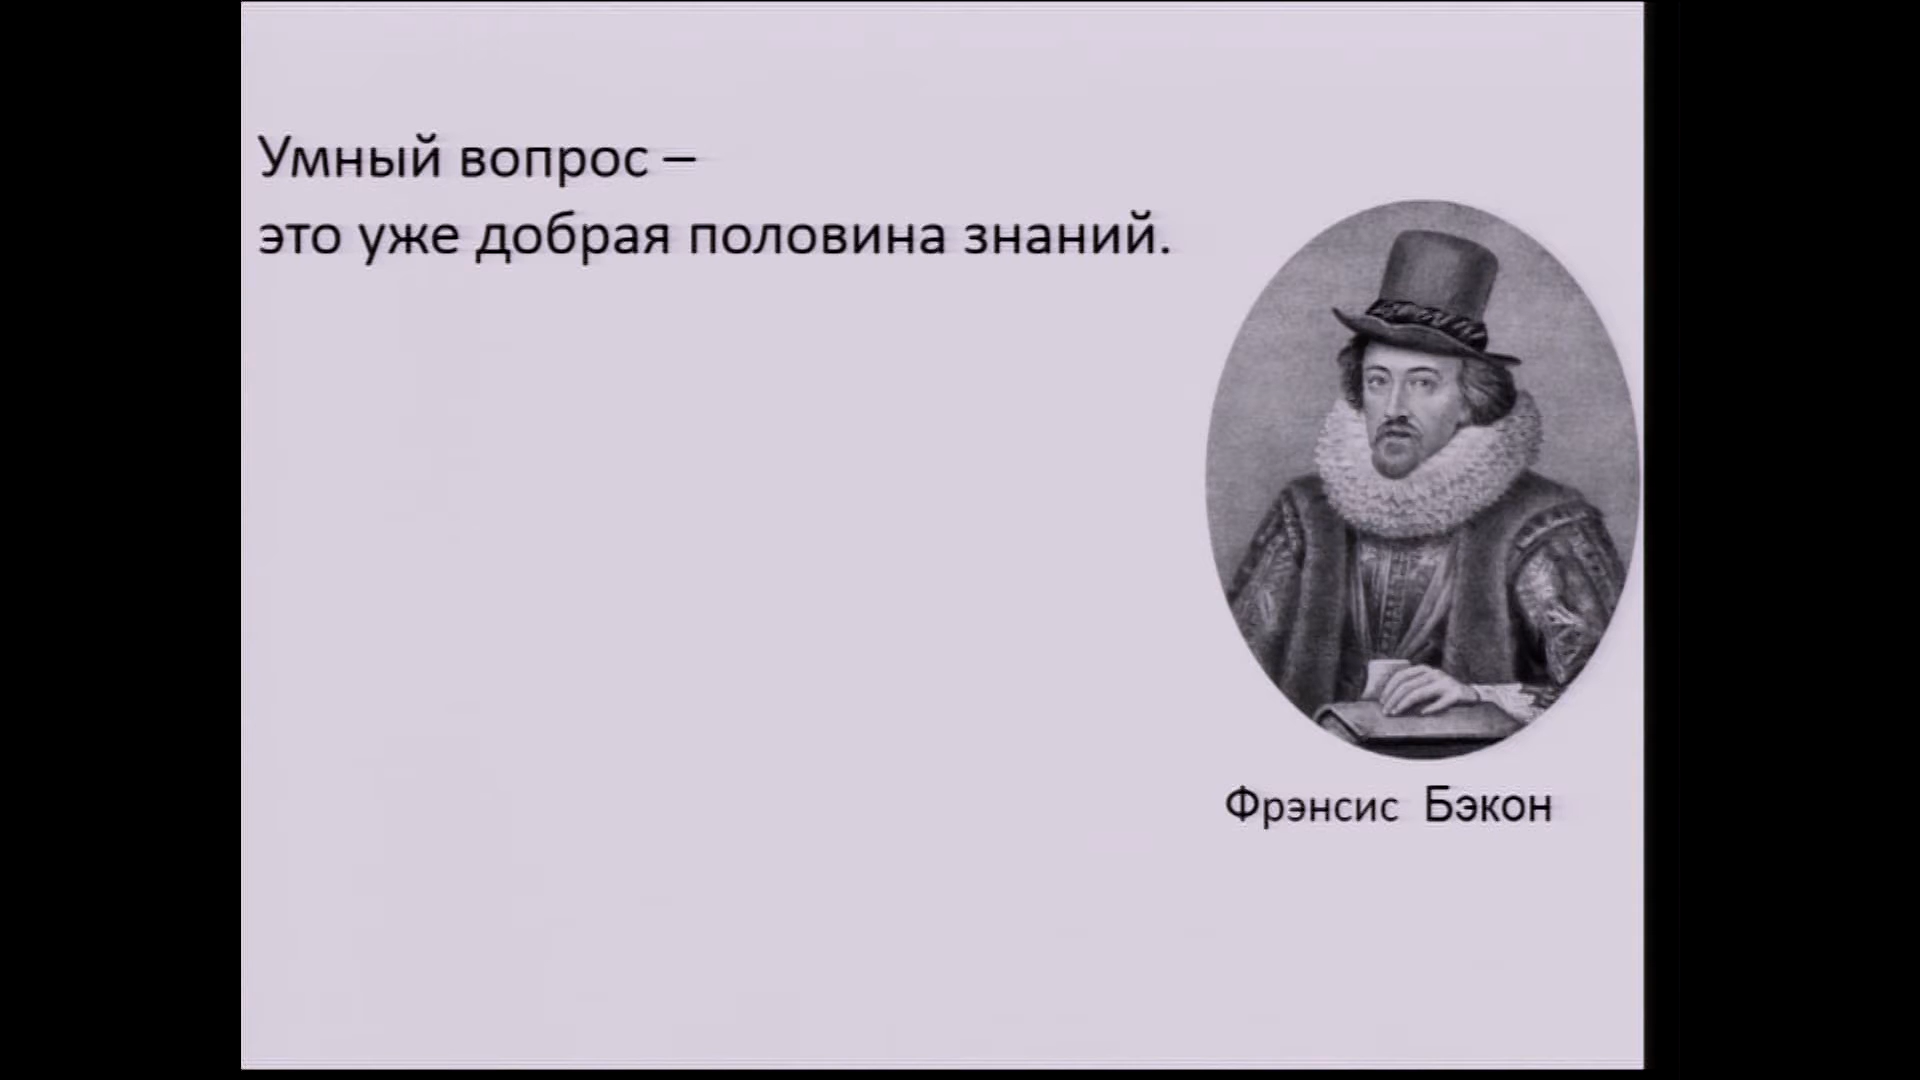 Умный вопрос –
это уже добрая половина знаний.
Фрэнсис Бэкон